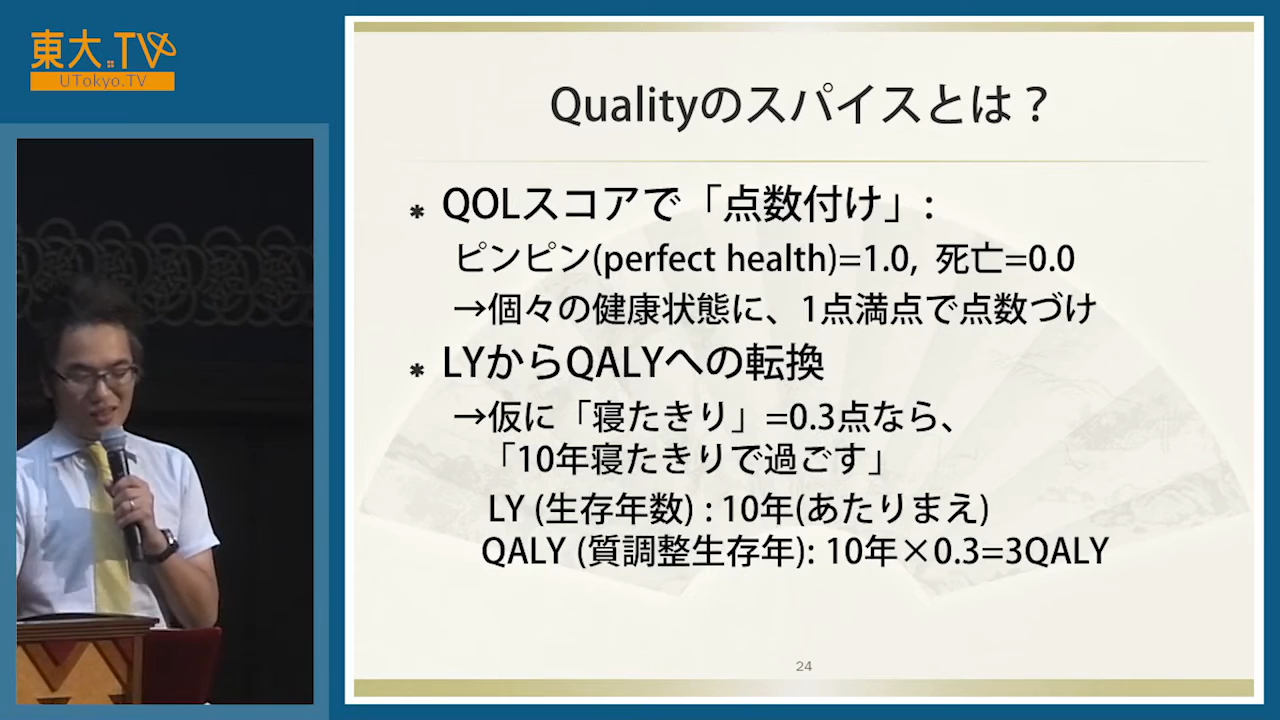 東大.TV
UTokyo.TV
Qualityのスパイスとは？
* QOLスコアで「点数付け」:
ピンピン(perfect health)=1.0, 死亡=0.0
→個々の健康状態に、1点満点で点数づけ
* LYからQALYへの転換
→仮に「寝たきり」=0.3点なら、
「10年寝たきりで過ごす」
LY (生存年数) : 10年(あたりまえ)
QALY (質調整生存年): 10年×0.3=3QALY
24